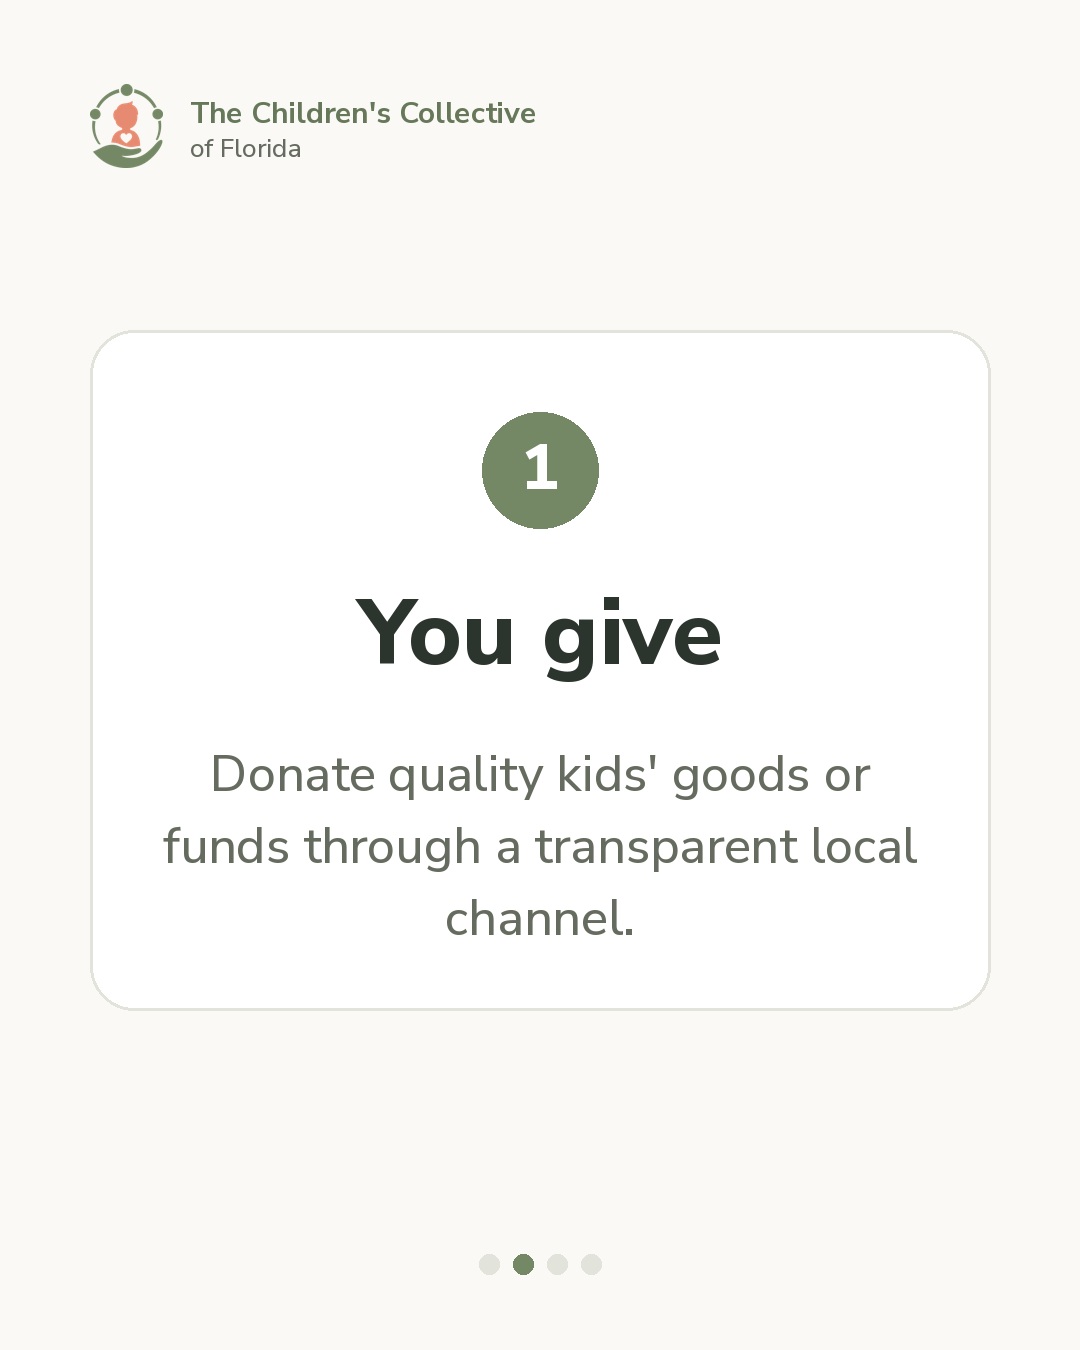 The Children's Collective
of Florida
1
You give
Donate quality kids' goods or
funds through a transparent local
channel.